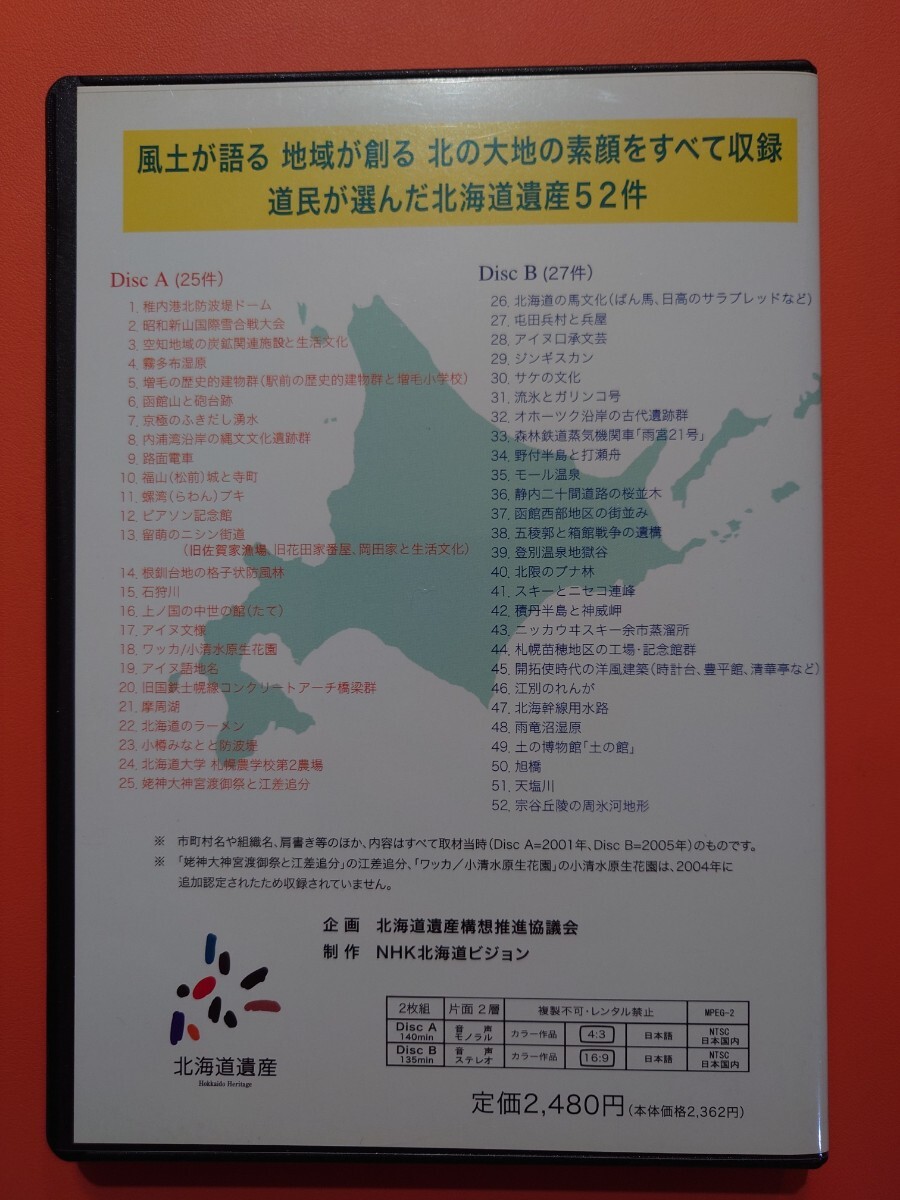 風土が語る 地域が創る 北の大地の素顔をすべて収録
道民が選んだ北海道遺産52件
Disc A (25件)
1. 稚内港北防波堤ドーム
2. 昭和新山国際雪合戦大会
3. 空知地域の炭鉱関連施設と生活文化
4. 霧多布湿原
5. 増毛の歴史的建物群(駅前の歴史的建物群と増毛小学校)
6. 函館山と砲台跡
7. 京極のふきだし湧水
8. 内浦湾沿岸の縄文文化遺跡群
9. 路面電車
10. 福山(松前)城と寺町
11. 螺湾(らわん)ブキ
12. ピアソン記念館
13. 留萌のニシン街道
(旧佐賀家漁場、旧花田家番屋、岡田家と生活文化)
14. 根釧台地の格子状防風林
15. 石狩川
16. 上ノ国の中世の館(たて)
17. アイヌ文様
18. ワッカ/小清水原生花園
19. アイヌ語地名
20. 旧国鉄士幌線コンクリートアーチ橋梁群
21. 摩周湖
22. 北海道のラーメン
23. 小樽みなとと防波堤
24. 北海道大学 札幌農学校第2農場
25. 姥神大神宮渡御祭と江差追分
Disc B (27件)
26. 北海道の馬文化(ばん馬、日高のサラブレッドなど)
27. 屯田兵村と兵屋
28. アイヌ口承文芸
29. ジンギスカン
30. サケの文化
31. 流氷とガリンコ号
32. オホーツク沿岸の古代遺跡群
33. 森林鉄道蒸気機関車「雨宮21号」
34. 野付半島と打瀬舟
35. モール温泉
36. 静内二十間道路の桜並木
37. 函館西部地区の街並み
38. 五稜郭と箱館戦争の遺構
39. 登別温泉地獄谷
40. 北限のブナ林
41. スキーとニセコ連峰
42. 積丹半島と神威岬
43. ニッカウヰスキー余市蒸溜所
44. 札幌苗穂地区の工場・記念館群
45. 開拓使時代の洋風建築(時計台、豊平館、清華亭など)
46. 江別のれんが
47. 北海幹線用水路
48. 雨竜沼湿原
49. 土の博物館「土の館」
50. 旭橋
51. 天塩川
52. 宗谷丘陵の周氷河地形
※ 市町村名や組織名、肩書き等のほか、内容はすべて取材当時(Disc A=2001年、Disc B=2005年)のものです。
※ 「姥神大神宮渡御祭と江差追分」の江差追分、「ワッカ/小清水原生花園」の小清水原生花園は、2004年に
追加認定されたため収録されていません。
企画 北海道遺産構想推進協議会
制作 NHK北海道ビジョン
北海道遺産
Hokkaido Heritage
2枚組 片面2層 複製不可・レンタル禁止 MPEG-2
Disc A 140min 音声 モノラル カラー作品 4:3 日本語 NTSC 日本国内
Disc B 135min 音声 ステレオ カラー作品 16:9 日本語 NTSC 日本国内
定価2,480円(本体価格2,362円)